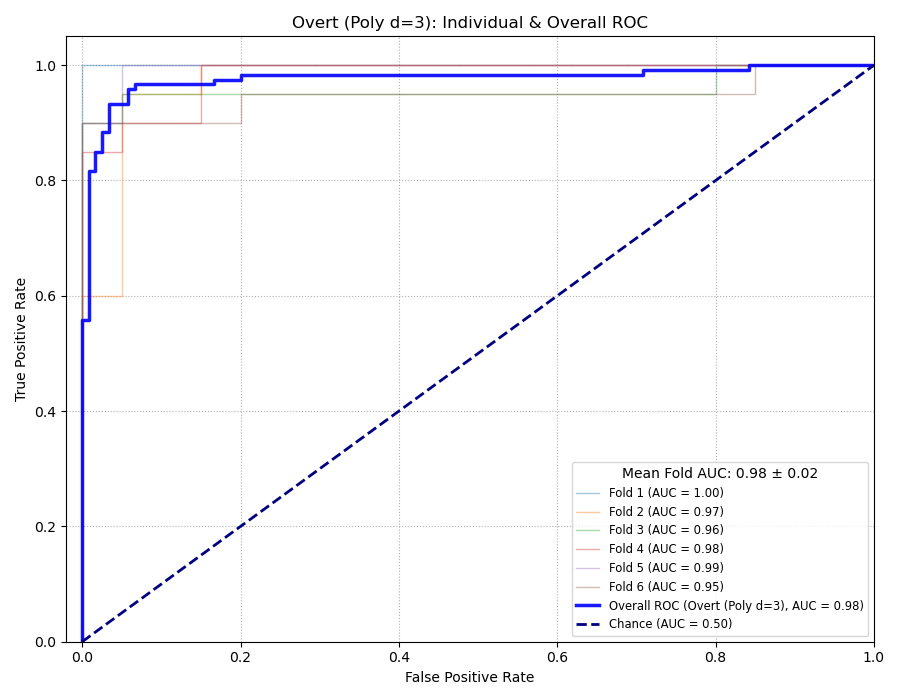 Overt (Poly d=3): Individual & Overall ROC
True Positive Rate
1.0
0.8
0.6
0.4
0.2
0.0
0.0 0.2 0.4 0.6 0.8 1.0
False Positive Rate
Mean Fold AUC: 0.98 ± 0.02
Fold 1 (AUC = 1.00)
Fold 2 (AUC = 0.97)
Fold 3 (AUC = 0.96)
Fold 4 (AUC = 0.98)
Fold 5 (AUC = 0.99)
Fold 6 (AUC = 0.95)
Overall ROC (Overt (Poly d=3), AUC = 0.98)
Chance (AUC = 0.50)